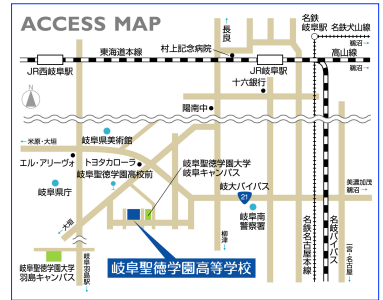 ACCESS MAP
長良
名鉄
岐阜駅
名鉄犬山線
鵜沼→
東海道本線
村上記念病院
高山線
鵜沼→
JR西岐阜駅
JR岐阜駅
十六銀行
N
陽南中
岐阜県美術館
←米原・大垣
エル・アリーヴォ
トヨタカローラ
岐阜聖徳学園高校前
岐阜聖徳学園大学
岐阜キャンパス
岐大バイパス
美濃加茂
鵜沼→
岐阜県庁
21
岐阜南
警察署
←大垣
岐阜聖徳学園高等学校
岐阜聖徳学園大学
羽島キャンパス
岐阜羽島駅
柳津
名鉄名古屋本線
名岐バイパス
一宮・名古屋